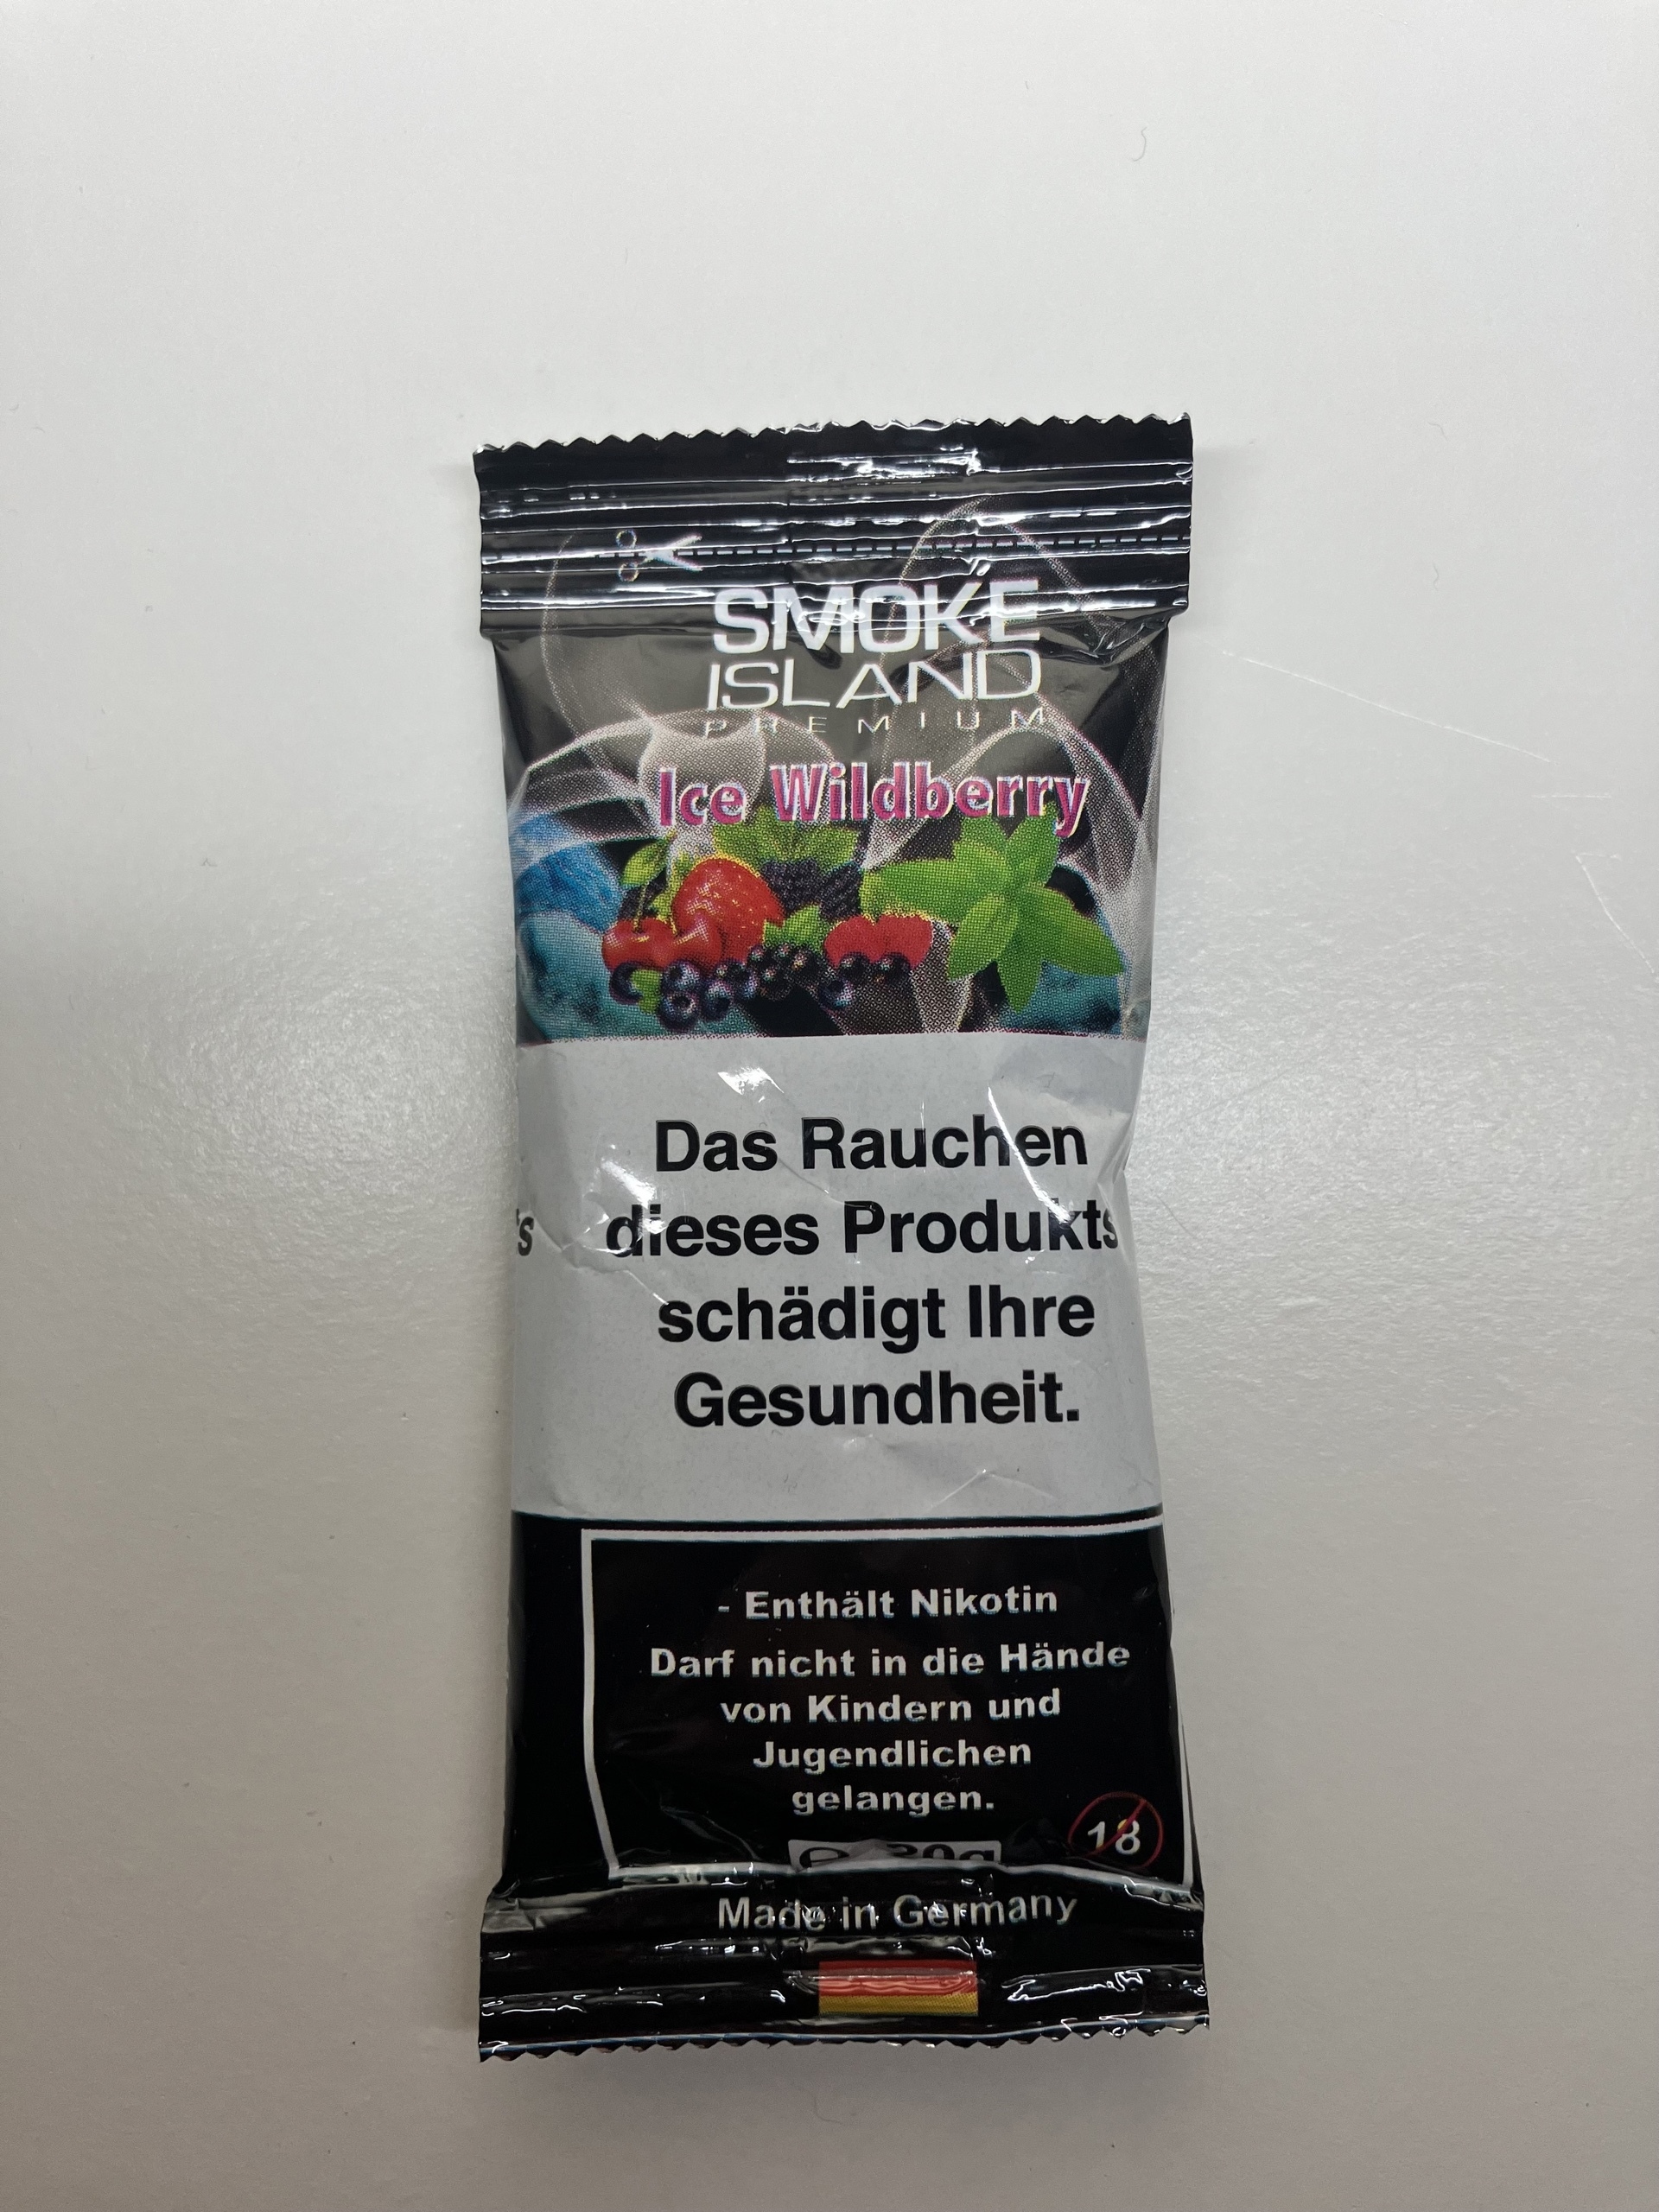 SMOKE
ISLAND
PREMIUM
Ice Wildberry
Das Rauchen
dieses Produkts
schädigt Ihre
Gesundheit.
- Enthält Nikotin
Darf nicht in die Hände
von Kindern und
Jugendlichen
gelangen.
18
Made in Germany